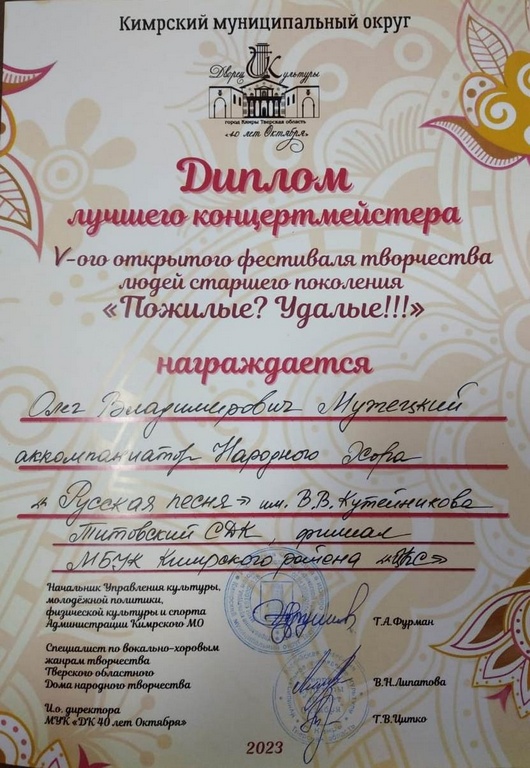 Кимрский муниципальный округ
Дворец Культуры
город Кимры Тверская область
«40 лет Октября»
Диплом
лучшего концертмейстера
V-ого открытого фестиваля творчества
людей старшего поколения
«Пожилые? Удалые!!!»
награждается
Олег Владимирович Мутецкий
аккомпаниатор Народного Хора
«Русская песня» им. В.В.Кутейникова
Титовский СДК, филиал
МБУК Кимрского района «ЦКС»
Начальник Управления культуры,
молодёжной политики,
физической культуры и спорта
Администрации Кимрского МО
Т.А.Фурман
Специалист по вокально-хоровым
жанрам творчества
Тверского областного
Дома народного творчества
В.Н.Липатова
И.о. директора
МУК «ДК 40 лет Октября»
Т.В.Цитко
2023